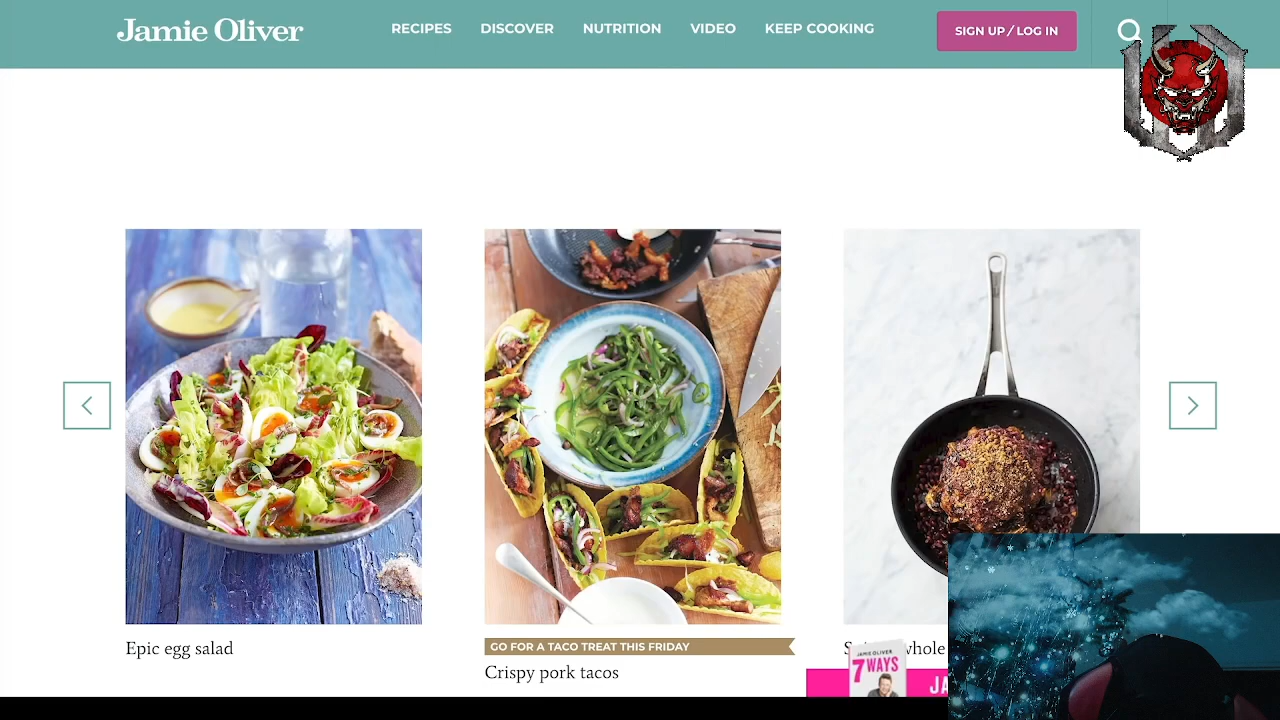 Jamie Oliver
RECIPES DISCOVER NUTRITION VIDEO KEEP COOKING
SIGN UP / LOG IN
Epic egg salad
GO FOR A TACO TREAT THIS FRIDAY
Crispy pork tacos
whole
JAMIE OLIVER
7 WAYS
JA